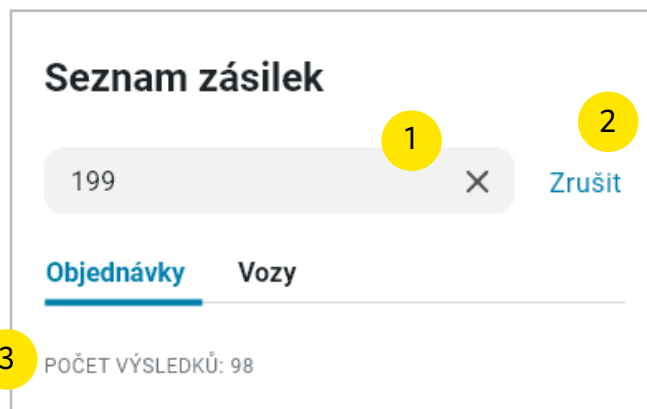 Seznam zásilek
1
2
199
Zrušit
Objednávky Vozy
3
POČET VÝSLEDKŮ: 98